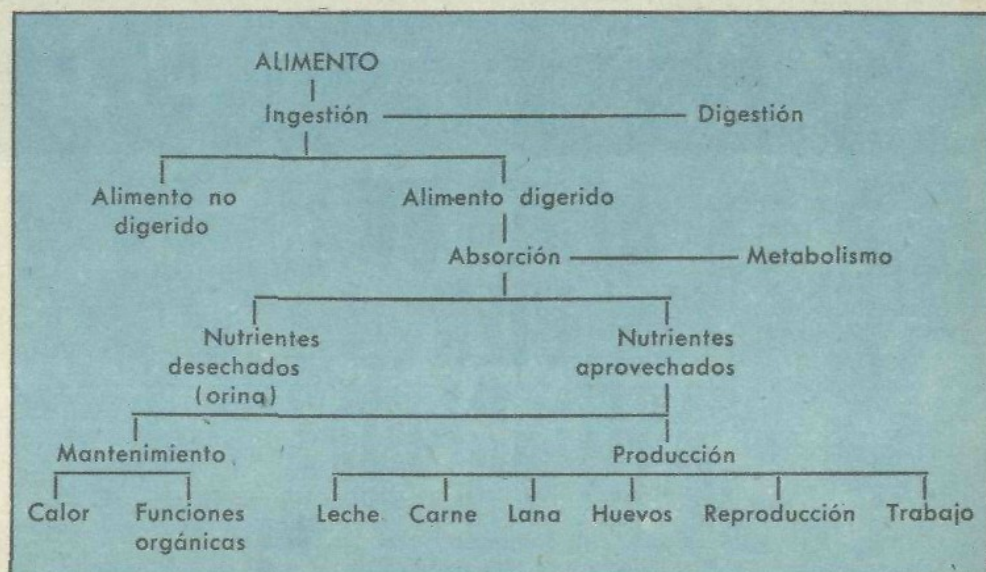 ALIMENTO
Ingestión Digestión
Alimento no Alimento digerido
digerido
Absorción Metabolismo
Nutrientes Nutrientes
desechados aprovechados
(orina)
Mantenimiento Producción
Calor Funciones Leche Carne Lana Huevos Reproducción Trabajo
orgánicas